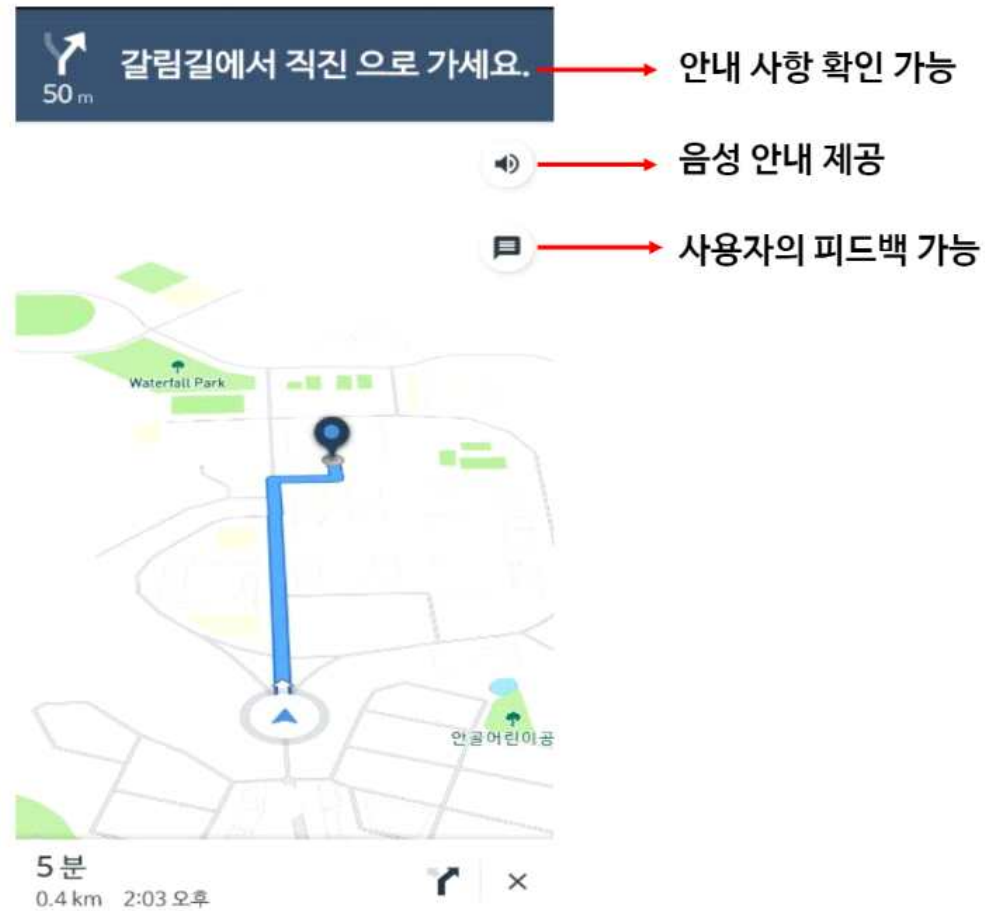 갈림길에서 직진 으로 가세요.
50 m
안내 사항 확인 가능
음성 안내 제공
사용자의 피드백 가능
Waterfall Park
안골어린이공
5 분
0.4 km 2:03 오후